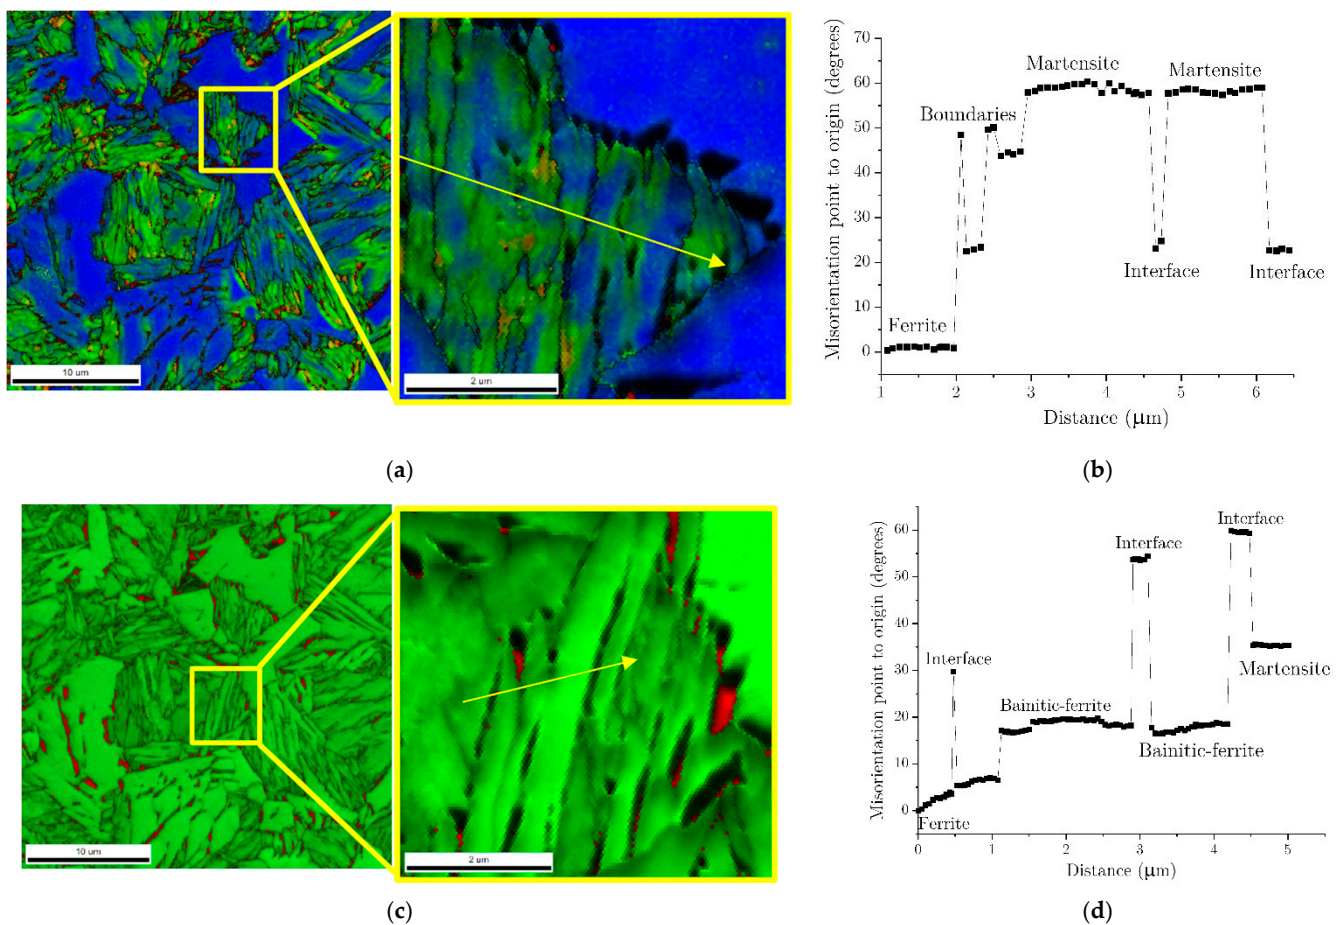 10 um
2 um
(a)
Misorientation point to origin (degrees)
70
60
50
40
30
20
10
0
Martensite
Martensite
Boundaries
Interface
Interface
Ferrite
1 2 3 4 5 6
Distance (μm)
(b)
10 um
2 um
(c)
Misorientation point to origin (degrees)
60
50
40
30
20
10
0
Interface
Interface
Interface
Martensite
Bainitic-ferrite
Bainitic-ferrite
Ferrite
0 1 2 3 4 5
Distance (μm)
(d)